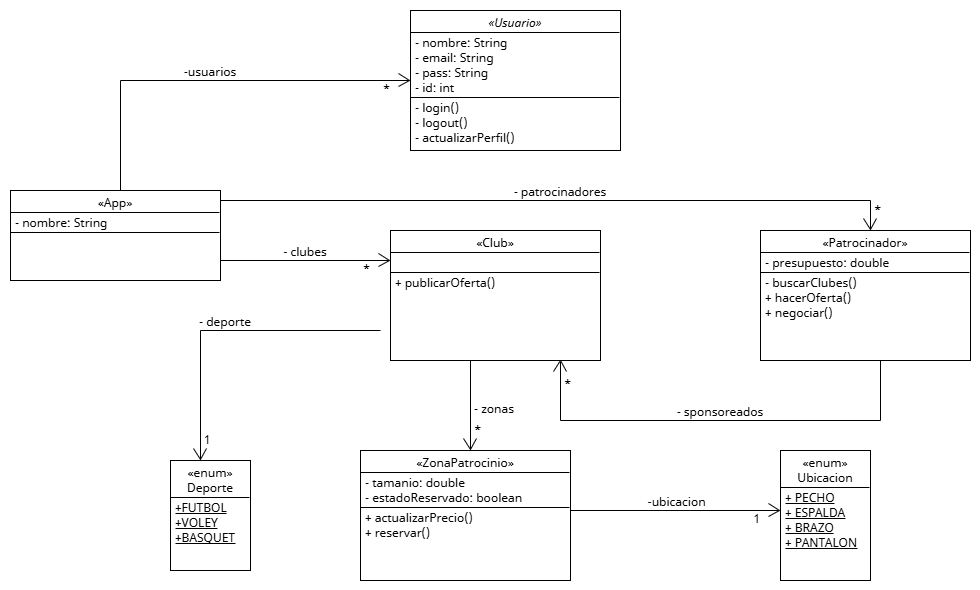 «Usuario»
- nombre: String
- email: String
- pass: String
- id: int
- login()
- logout()
- actualizarPerfil()
-usuarios
*
«App»
- nombre: String
- patrocinadores
*
- clubes
*
«Club»
+ publicarOferta()
«Patrocinador»
- presupuesto: double
- buscarClubes()
+ hacerOferta()
+ negociar()
- deporte
1
- zonas
*
*
- sponsoreados
«enum»
Deporte
+FUTBOL
+VOLEY
+BASQUET
«ZonaPatrocinio»
- tamanio: double
- estadoReservado: boolean
+ actualizarPrecio()
+ reservar()
-ubicacion
1
«enum»
Ubicacion
+ PECHO
+ ESPALDA
+ BRAZO
+ PANTALON